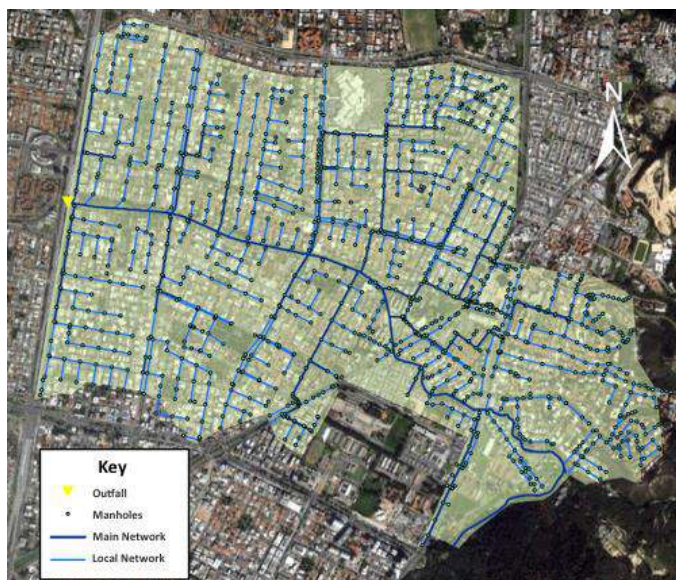 N
Key
Outfall
Manholes
Main Network
Local Network